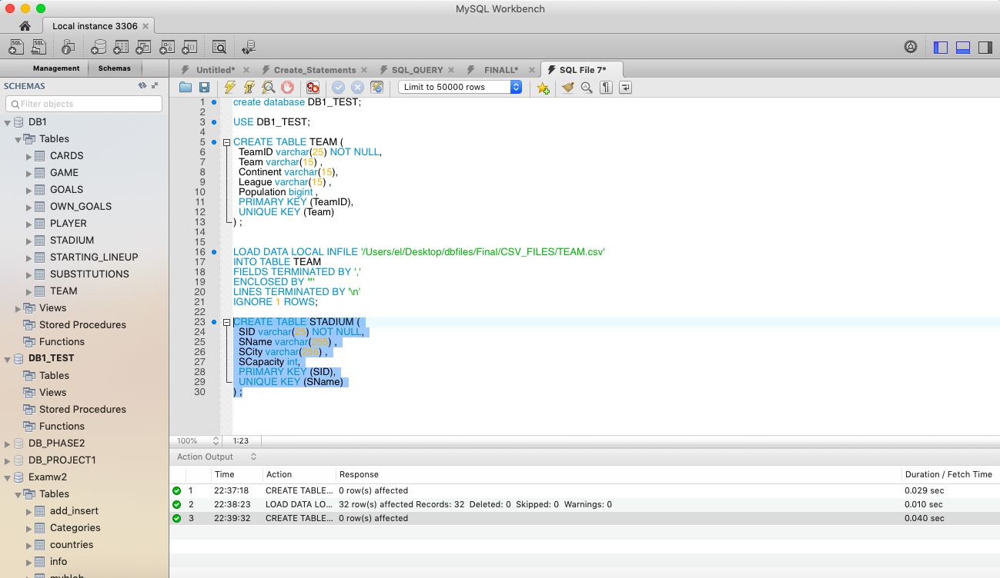 MySQL Workbench
Local instance 3306
Management Schemas
SCHEMAS
Filter objects
DB1
Tables
CARDS
GAME
GOALS
OWN_GOALS
PLAYER
STADIUM
STARTING_LINEUP
SUBSTITUTIONS
TEAM
Views
Stored Procedures
Functions
DB1_TEST
Tables
Views
Stored Procedures
Functions
DB_PHASE2
DB_PROJECT1
Examw2
Tables
add_insert
Categories
countries
info
myblob
Untitled* Create_Statements SQL_QUERY FINALL* SQL File 7*
Limit to 50000 rows
1 create database DB1_TEST;
2
3 USE DB1_TEST;
4
5 CREATE TABLE TEAM (
6 TeamID varchar(25) NOT NULL,
7 Team varchar(15) ,
8 Continent varchar(15),
9 League varchar(15) ,
10 Population bigint ,
11 PRIMARY KEY (TeamID),
12 UNIQUE KEY (Team)
13 ) ;
14
15
16 LOAD DATA LOCAL INFILE '/Users/el/Desktop/dbfiles/Final/CSV_FILES/TEAM.csv'
17 INTO TABLE TEAM
18 FIELDS TERMINATED BY ','
19 ENCLOSED BY '"'
20 LINES TERMINATED BY '\n'
21 IGNORE 1 ROWS;
22
23 CREATE TABLE STADIUM (
24 SID varchar(25) NOT NULL,
25 SName varchar(255) ,
26 SCity varchar(255) ,
27 SCapacity int,
28 PRIMARY KEY (SID),
29 UNIQUE KEY (SName)
30 ) ;
100% 1:23
Action Output
Time Action Response Duration / Fetch Time
1 22:37:18 CREATE TABLE... 0 row(s) affected 0.029 sec
2 22:38:23 LOAD DATA LO... 32 row(s) affected Records: 32 Deleted: 0 Skipped: 0 Warnings: 0 0.010 sec
3 22:39:32 CREATE TABLE... 0 row(s) affected 0.040 sec